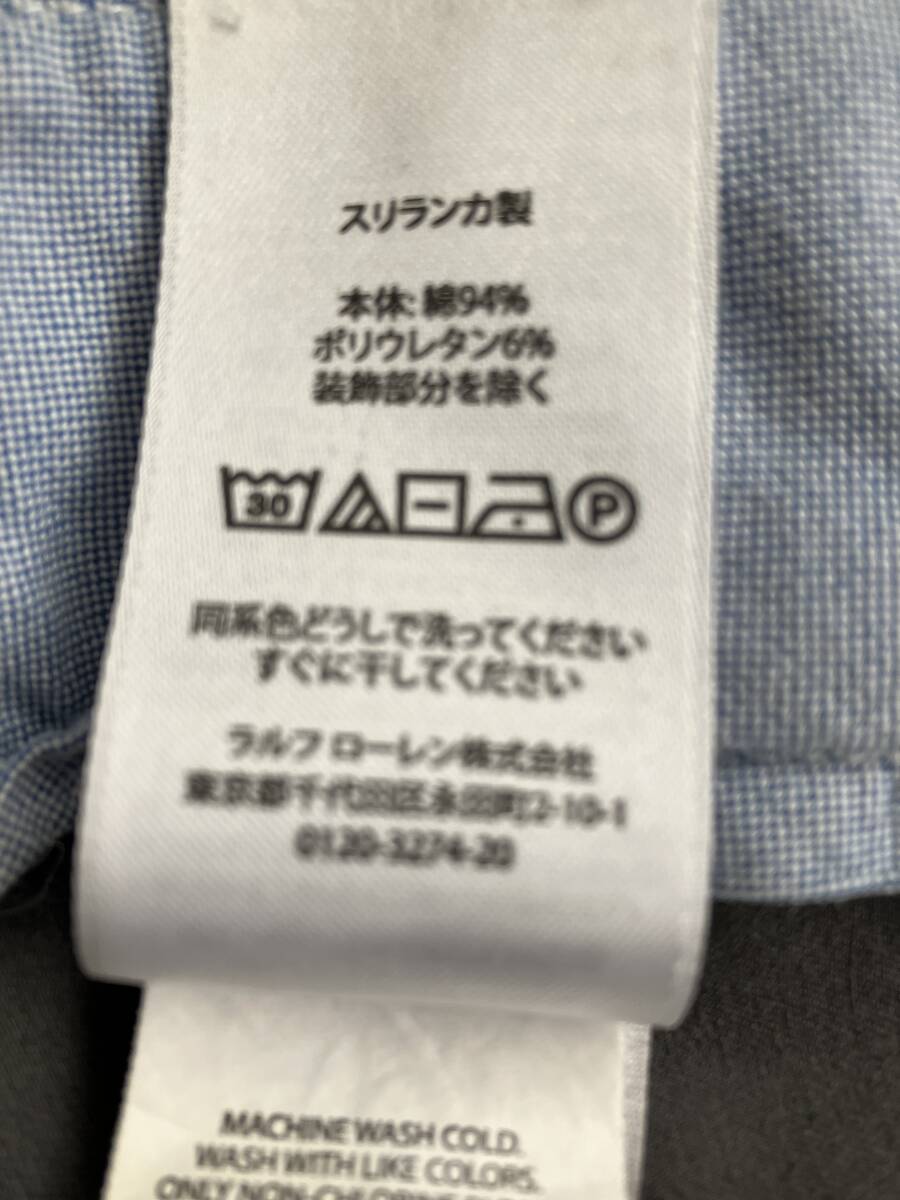 スリランカ製
本体: 綿94%
ポリウレタン6%
装飾部分を除く
30
P
同系色どうしで洗ってください
すぐに干してください
ラルフ ローレン株式会社
東京都千代田区永田町2-10-1
0120-3274-20
MACHINE WASH COLD.
WASH WITH LIKE COLORS.
ONLY NON-CHLORINE